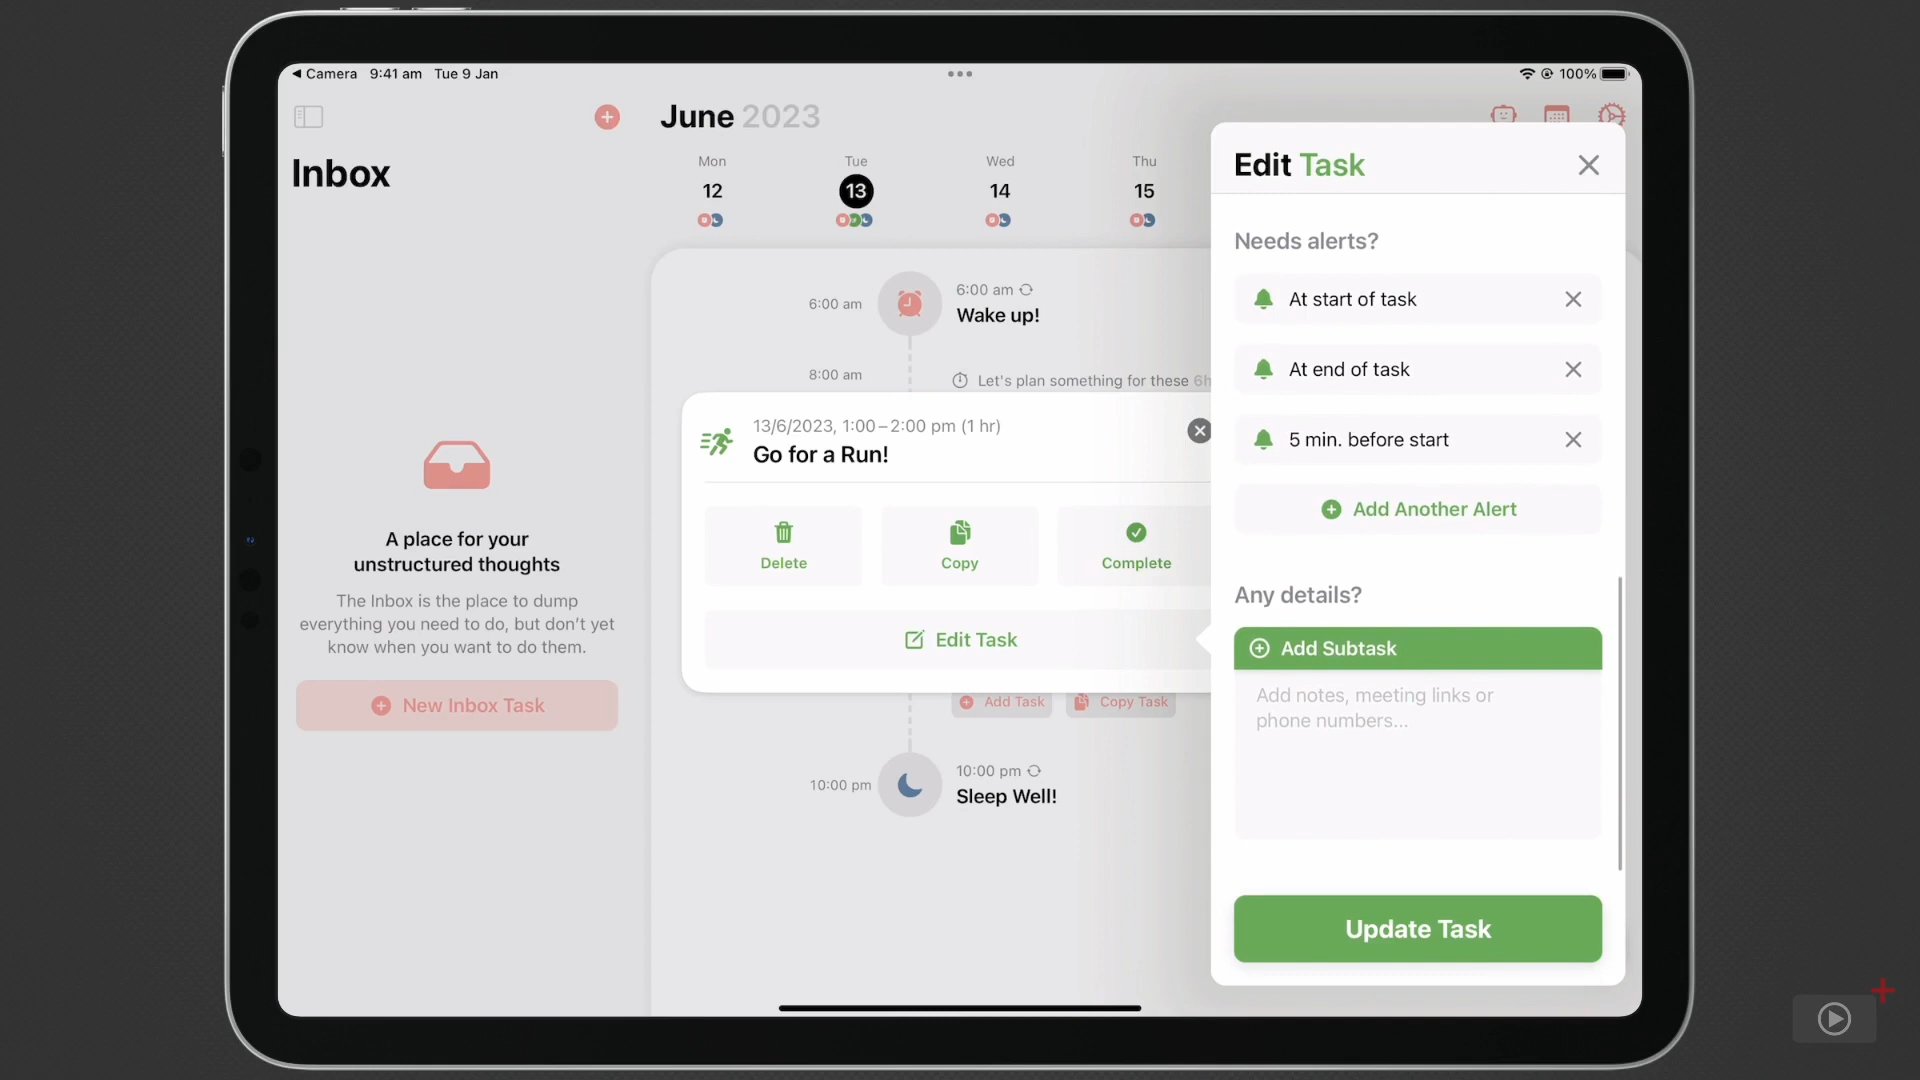 Camera 9:41 am Tue 9 Jan
100%
Inbox
June 2023
Mon
Tue
Wed
Thu
12
13
14
15
6:00 am
6:00 am
Wake up!
8:00 am
Let's plan something for these 6h
13/6/2023, 1:00–2:00 pm (1 hr)
Go for a Run!
Delete
Copy
Complete
Edit Task
Add Task
Copy Task
10:00 pm
10:00 pm
Sleep Well!
A place for your
unstructured thoughts
The Inbox is the place to dump
everything you need to do, but don’t yet
know when you want to do them.
New Inbox Task
Edit Task
Needs alerts?
At start of task
At end of task
5 min. before start
Add Another Alert
Any details?
Add Subtask
Add notes, meeting links or
phone numbers...
Update Task